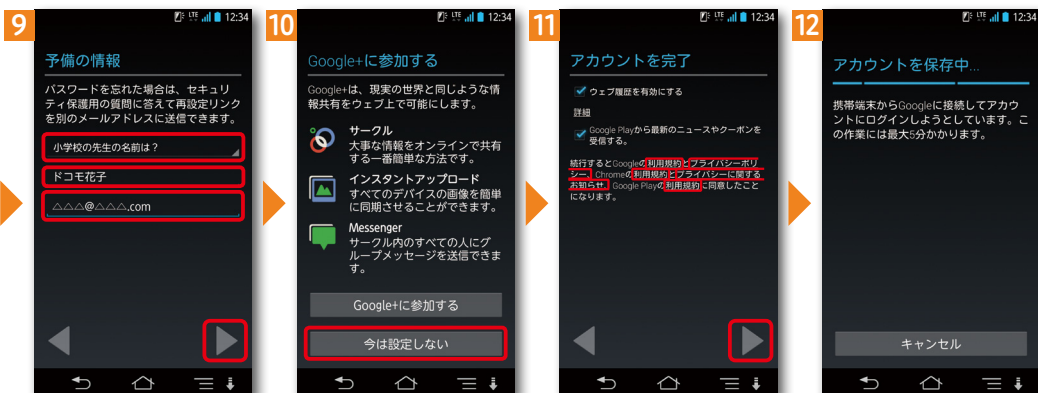 9
LTE 12:34
予備の情報
パスワードを忘れた場合は、セキュリ
ティ保護用の質問に答えて再設定リンク
を別のメールアドレスに送信できます。
小学校の先生の名前は？
ドコモ花子
△△△@△△△.com
10
LTE 12:34
Google+に参加する
Google+は、現実の世界と同じような情
報共有をウェブ上で可能にします。
サークル
大事な情報をオンラインで共有
する一番簡単な方法です。
インスタントアップロード
すべてのデバイスの画像を簡単
に同期させることができます。
Messenger
サークル内のすべての人にグ
ループメッセージを送信できま
す。
Google+に参加する
今は設定しない
11
LTE 12:34
アカウントを完了
ウェブ履歴を有効にする
詳細
Google Playから最新のニュースやクーポンを
受信する。
続行するとGoogleの利用規約とプライバシーポリ
シー、Chromeの利用規約とプライバシーに関する
お知らせ、Google Playの利用規約に同意したこと
になります。
12
LTE 12:34
アカウントを保存中...
携帯端末からGoogleに接続してアカウ
ントにログインしようとしています。こ
の作業には最大5分かかります。
キャンセル